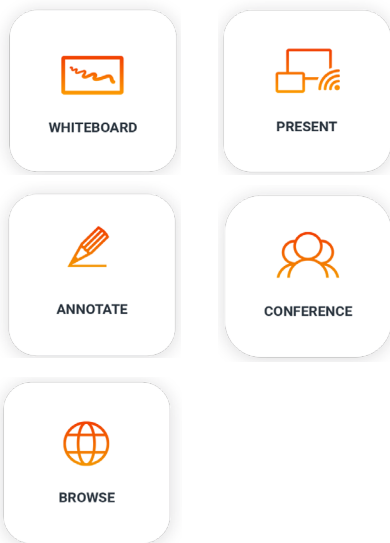 WHITEBOARD
PRESENT
ANNOTATE
CONFERENCE
BROWSE